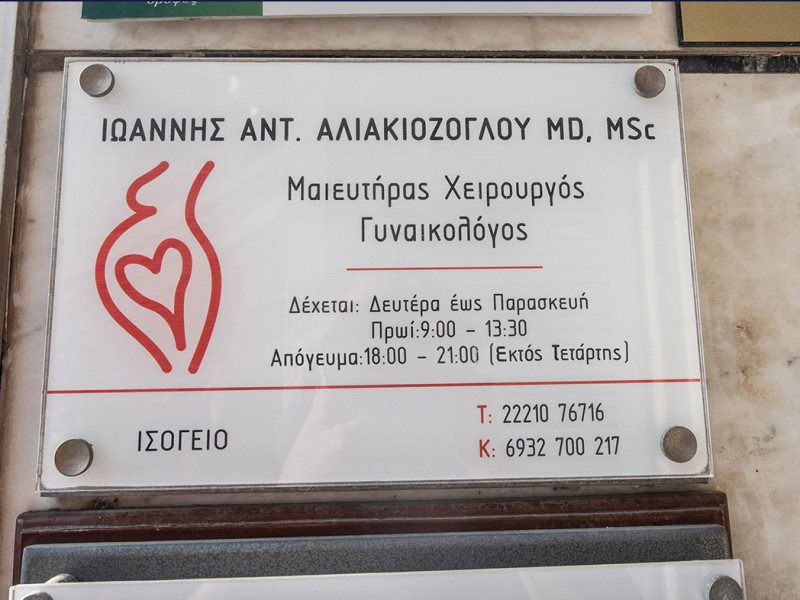 όροφος
ΙΩΑΝΝΗΣ ΑΝΤ. ΑΛΙΑΚΙΟΖΟΓΛΟΥ MD, MSc
Μαιευτήρας Χειρουργός
Γυναικολόγος
Δέχεται: Δευτέρα έως Παρασκευή
Πρωί:9:00 – 13:30
Απόγευμα:18:00 – 21:00 (Εκτός Τετάρτης)
ΙΣΟΓΕΙΟ
Τ: 22210 76716
Κ: 6932 700 217